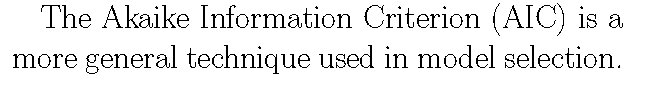 The Akaike Information Criterion (AIC) is a
more general technique used in model selection.